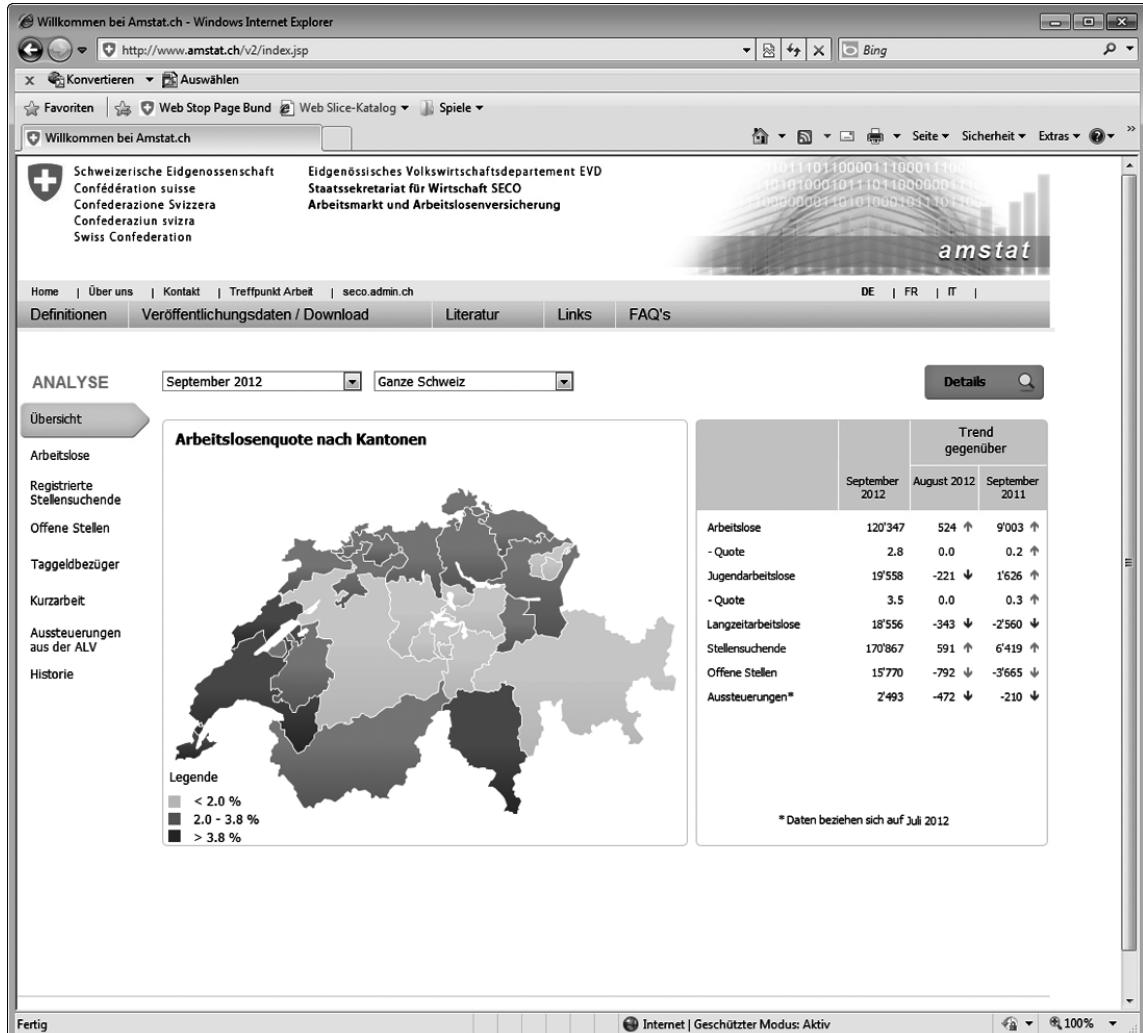 Willkommen bei Amstat.ch - Windows Internet Explorer
http://www.amstat.ch/v2/index.jsp
Bing
x Konvertieren Auswählen
Favoriten Web Stop Page Bund Web Slice-Katalog Spiele
Willkommen bei Amstat.ch
Seite Sicherheit Extras
Schweizerische Eidgenossenschaft
Confédération suisse
Confederazione Svizzera
Confederaziun svizra
Swiss Confederation
Eidgenössisches Volkswirtschaftsdepartement EVD
Staatssekretariat für Wirtschaft SECO
Arbeitsmarkt und Arbeitslosenversicherung
amstat
Home | Über uns | Kontakt | Treffpunkt Arbeit | seco.admin.ch
DE | FR | IT |
Definitionen Veröffentlichungsdaten / Download Literatur Links FAQ's
ANALYSE
September 2012 Ganze Schweiz
Details
Übersicht
Arbeitslose
Registrierte
Stellensuchende
Offene Stellen
Taggeldbezüger
Kurzarbeit
Aussteuerungen
aus der ALV
Historie
Arbeitslosenquote nach Kantonen
Legende
< 2.0 %
2.0 - 3.8 %
> 3.8 %
Trend
gegenüber
September
2012
August 2012
September
2011
Arbeitslose 120'347 524 ↑ 9'003 ↑
- Quote 2.8 0.0 0.2 ↑
Jugendarbeitslose 19'558 -221 ↓ 1'626 ↑
- Quote 3.5 0.0 0.3 ↑
Langzeitarbeitslose 18'556 -343 ↓ -2'560 ↓
Stellensuchende 170'867 591 ↑ 6'419 ↑
Offene Stellen 15'770 -792 ↓ -3'665 ↓
Aussteuerungen* 2'493 -472 ↓ -210 ↓
* Daten beziehen sich auf Juli 2012
Fertig
Internet | Geschützter Modus: Aktiv
100%